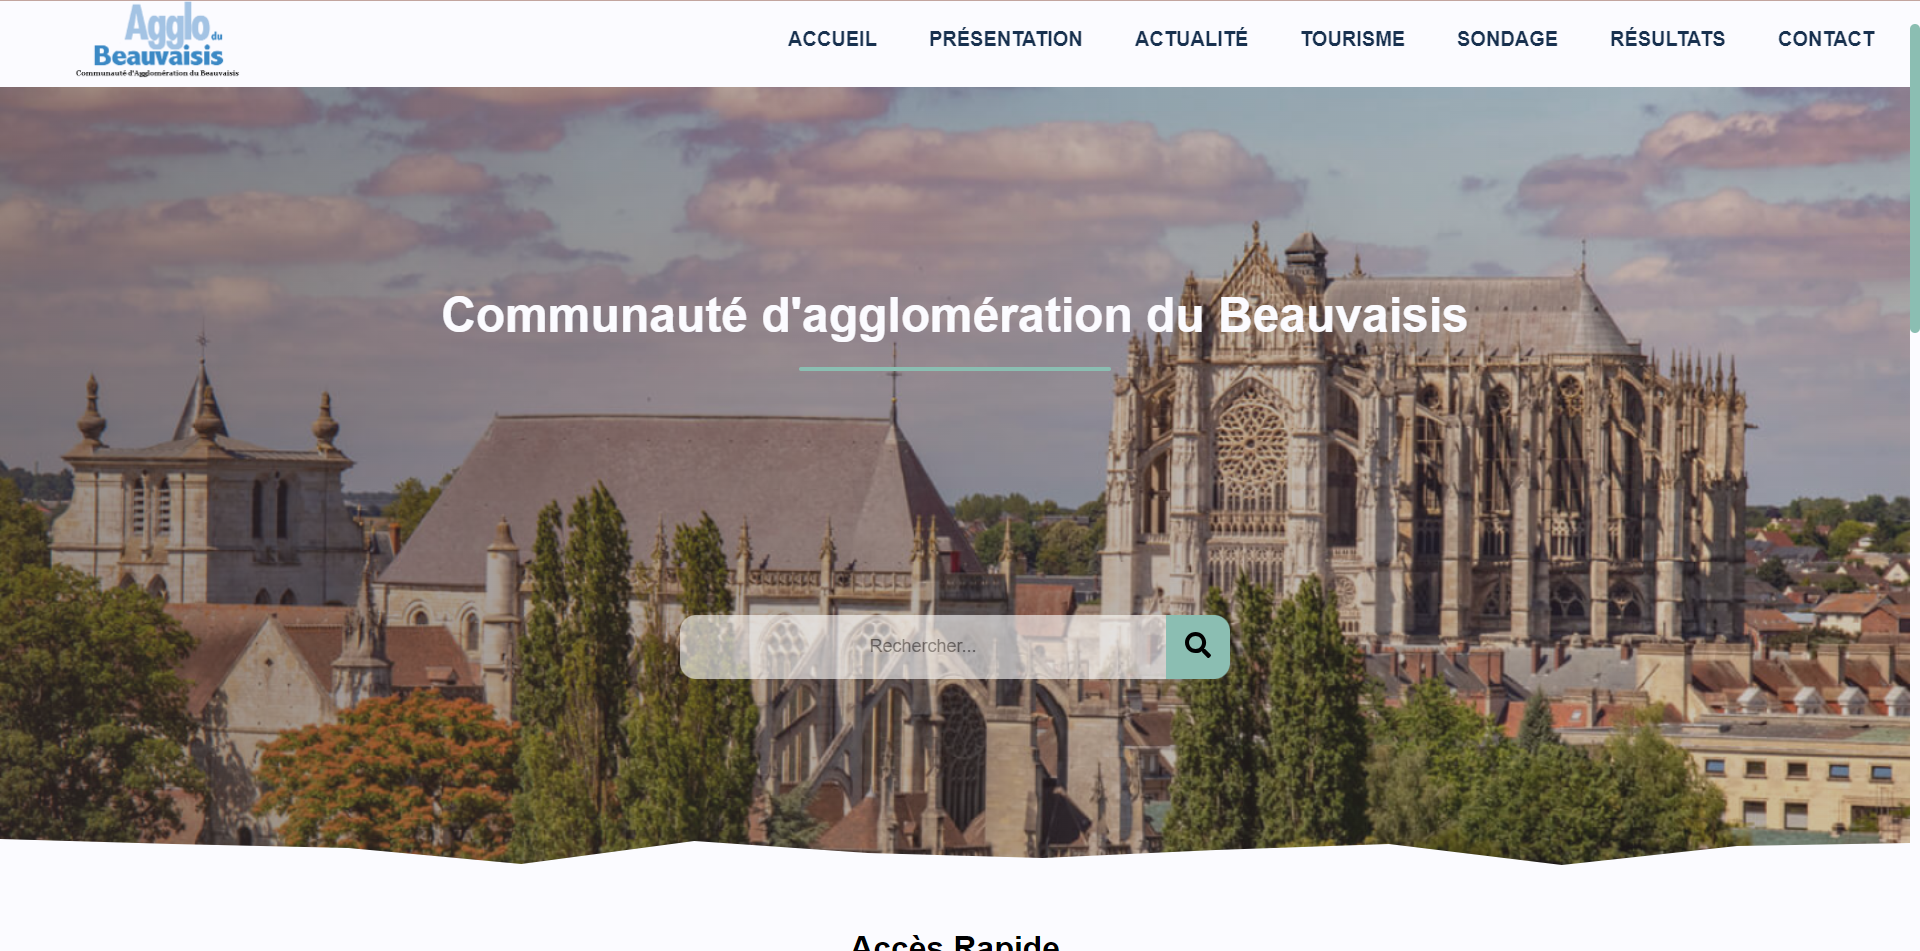 Agglo du
Beauvaisis
Communauté d'Agglomération du Beauvaisis
ACCUEIL PRÉSENTATION ACTUALITÉ TOURISME SONDAGE RÉSULTATS CONTACT
Communauté d'agglomération du Beauvaisis
Rechercher...
Accès Rapide